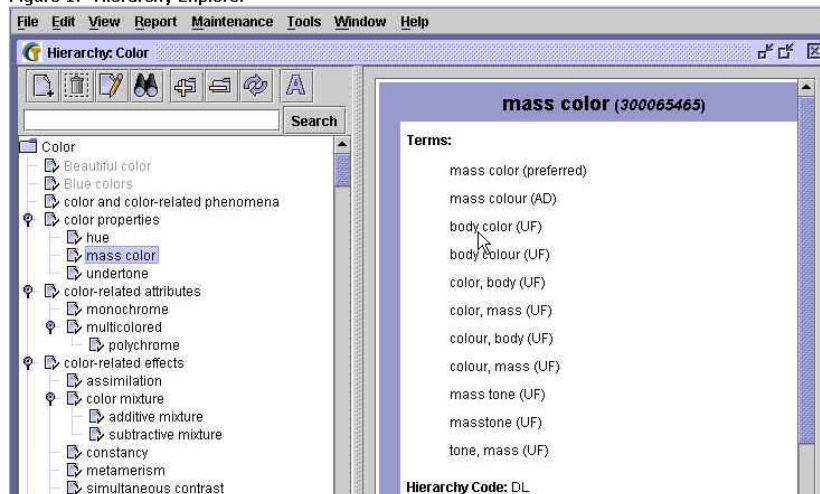 Figure 1. Hierarchy Explorer
File Edit View Report Maintenance Tools Window Help
Hierarchy: Color
Search
Color
Beautiful color
Blue colors
color and color-related phenomena
color properties
hue
mass color
undertone
color-related attributes
monochrome
multicolored
polychrome
color-related effects
assimilation
color mixture
additive mixture
subtractive mixture
constancy
metamerism
simultaneous contrast
mass color (300065465)
Terms:
mass color (preferred)
mass colour (AD)
body color (UF)
body colour (UF)
color, body (UF)
color, mass (UF)
colour, body (UF)
colour, mass (UF)
mass tone (UF)
masstone (UF)
tone, mass (UF)
Hierarchy Code: DL